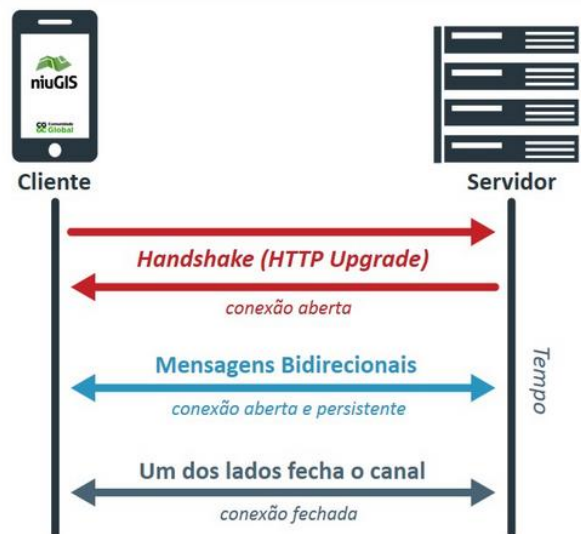 niuGIS
Comunidade
Global
Cliente
Servidor
Handshake (HTTP Upgrade)
conexão aberta
Mensagens Bidirecionais
conexão aberta e persistente
Tempo
Um dos lados fecha o canal
conexão fechada